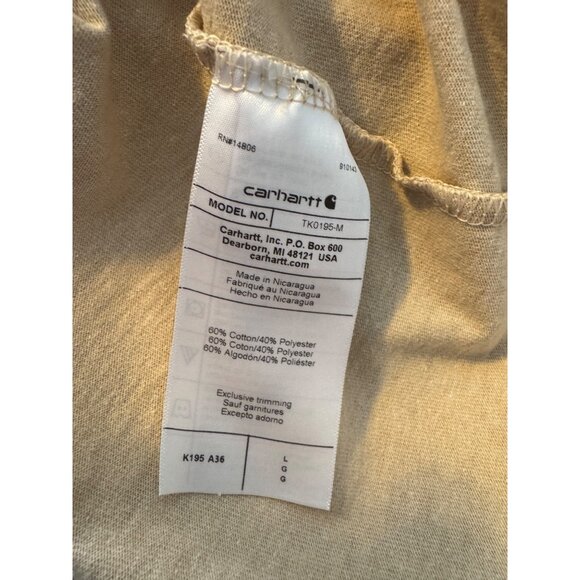 RN#14806
910143
carhartt
MODEL NO. TK0195-M
Carhartt, Inc. P.O. Box 600
Dearborn, MI 48121 USA
carhartt.com
Made in Nicaragua
Fabriqué au Nicaragua
Hecho en Nicaragua
60% Cotton/40% Polyester
60% Coton/40% Polyester
60% Algodón/40% Poliéster
Exclusive trimming
Sauf garnitures
Excepto adorno
K195 A36
L
G
G